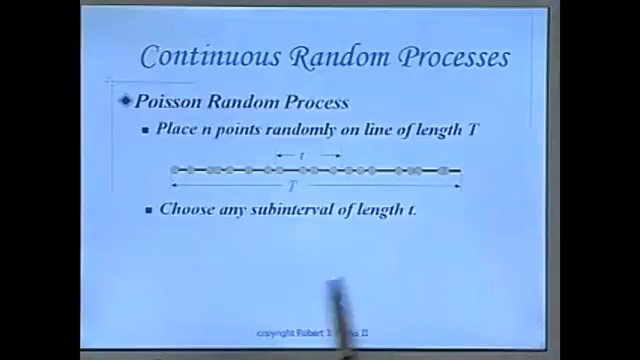 Continuous Random Processes
Poisson Random Process
Place n points randomly on line of length T
t
T
Choose any subinterval of length t.
copyright Robert II